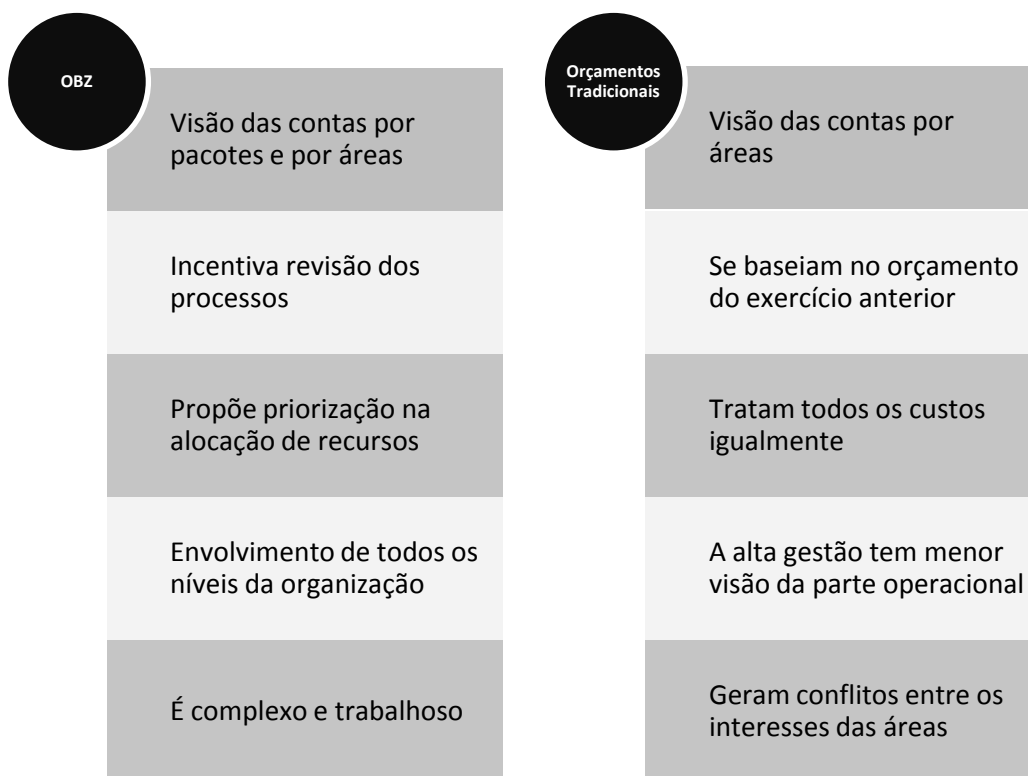 OBZ
Visão das contas por
pacotes e por áreas
Incentiva revisão dos
processos
Propõe priorização na
alocação de recursos
Envolvimento de todos os
níveis da organização
É complexo e trabalhoso
Orçamentos
Tradicionais
Visão das contas por
áreas
Se baseiam no orçamento
do exercício anterior
Tratam todos os custos
igualmente
A alta gestão tem menor
visão da parte operacional
Geram conflitos entre os
interesses das áreas